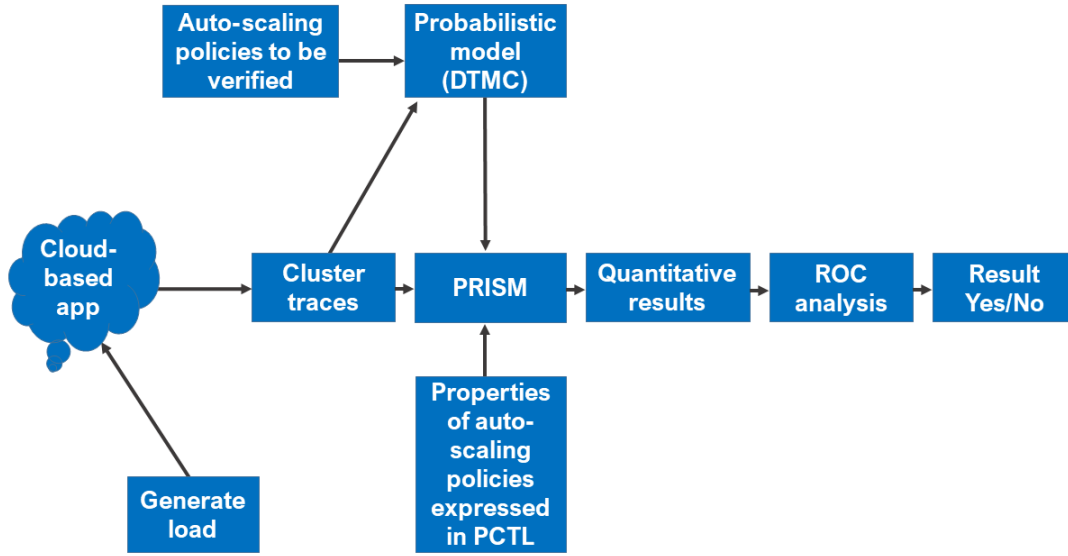 Auto-scaling
policies to be
verified
Probabilistic
model
(DTMC)
Cloud-
based
app
Cluster
traces
PRISM
Quantitative
results
ROC
analysis
Result
Yes/No
Generate
load
Properties
of auto-
scaling
policies
expressed
in PCTL